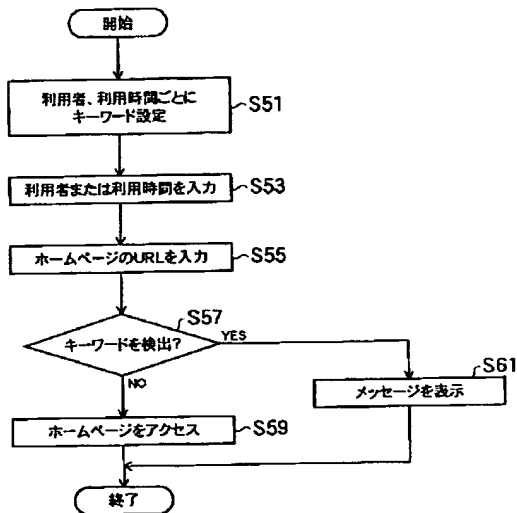 開始
利用者、利用時間ごとに
キーワード設定
S51
利用者または利用時間を入力
S53
ホームページのURLを入力
S55
S57
キーワードを検出?
YES
NO
S61
メッセージを表示
ホームページをアクセス
S59
終了